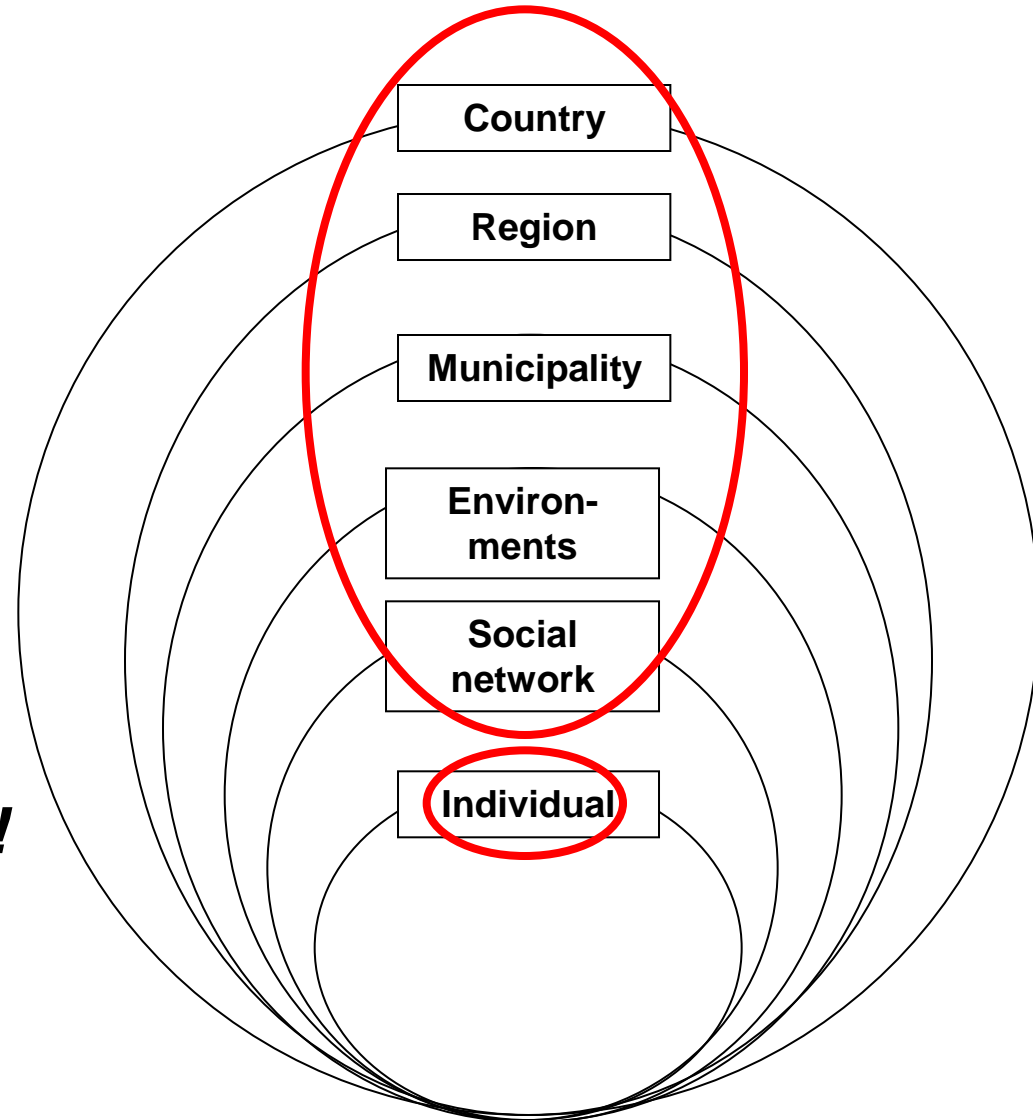 Country
Region
Municipality
Environ-
ments
Social
network
Individual
!